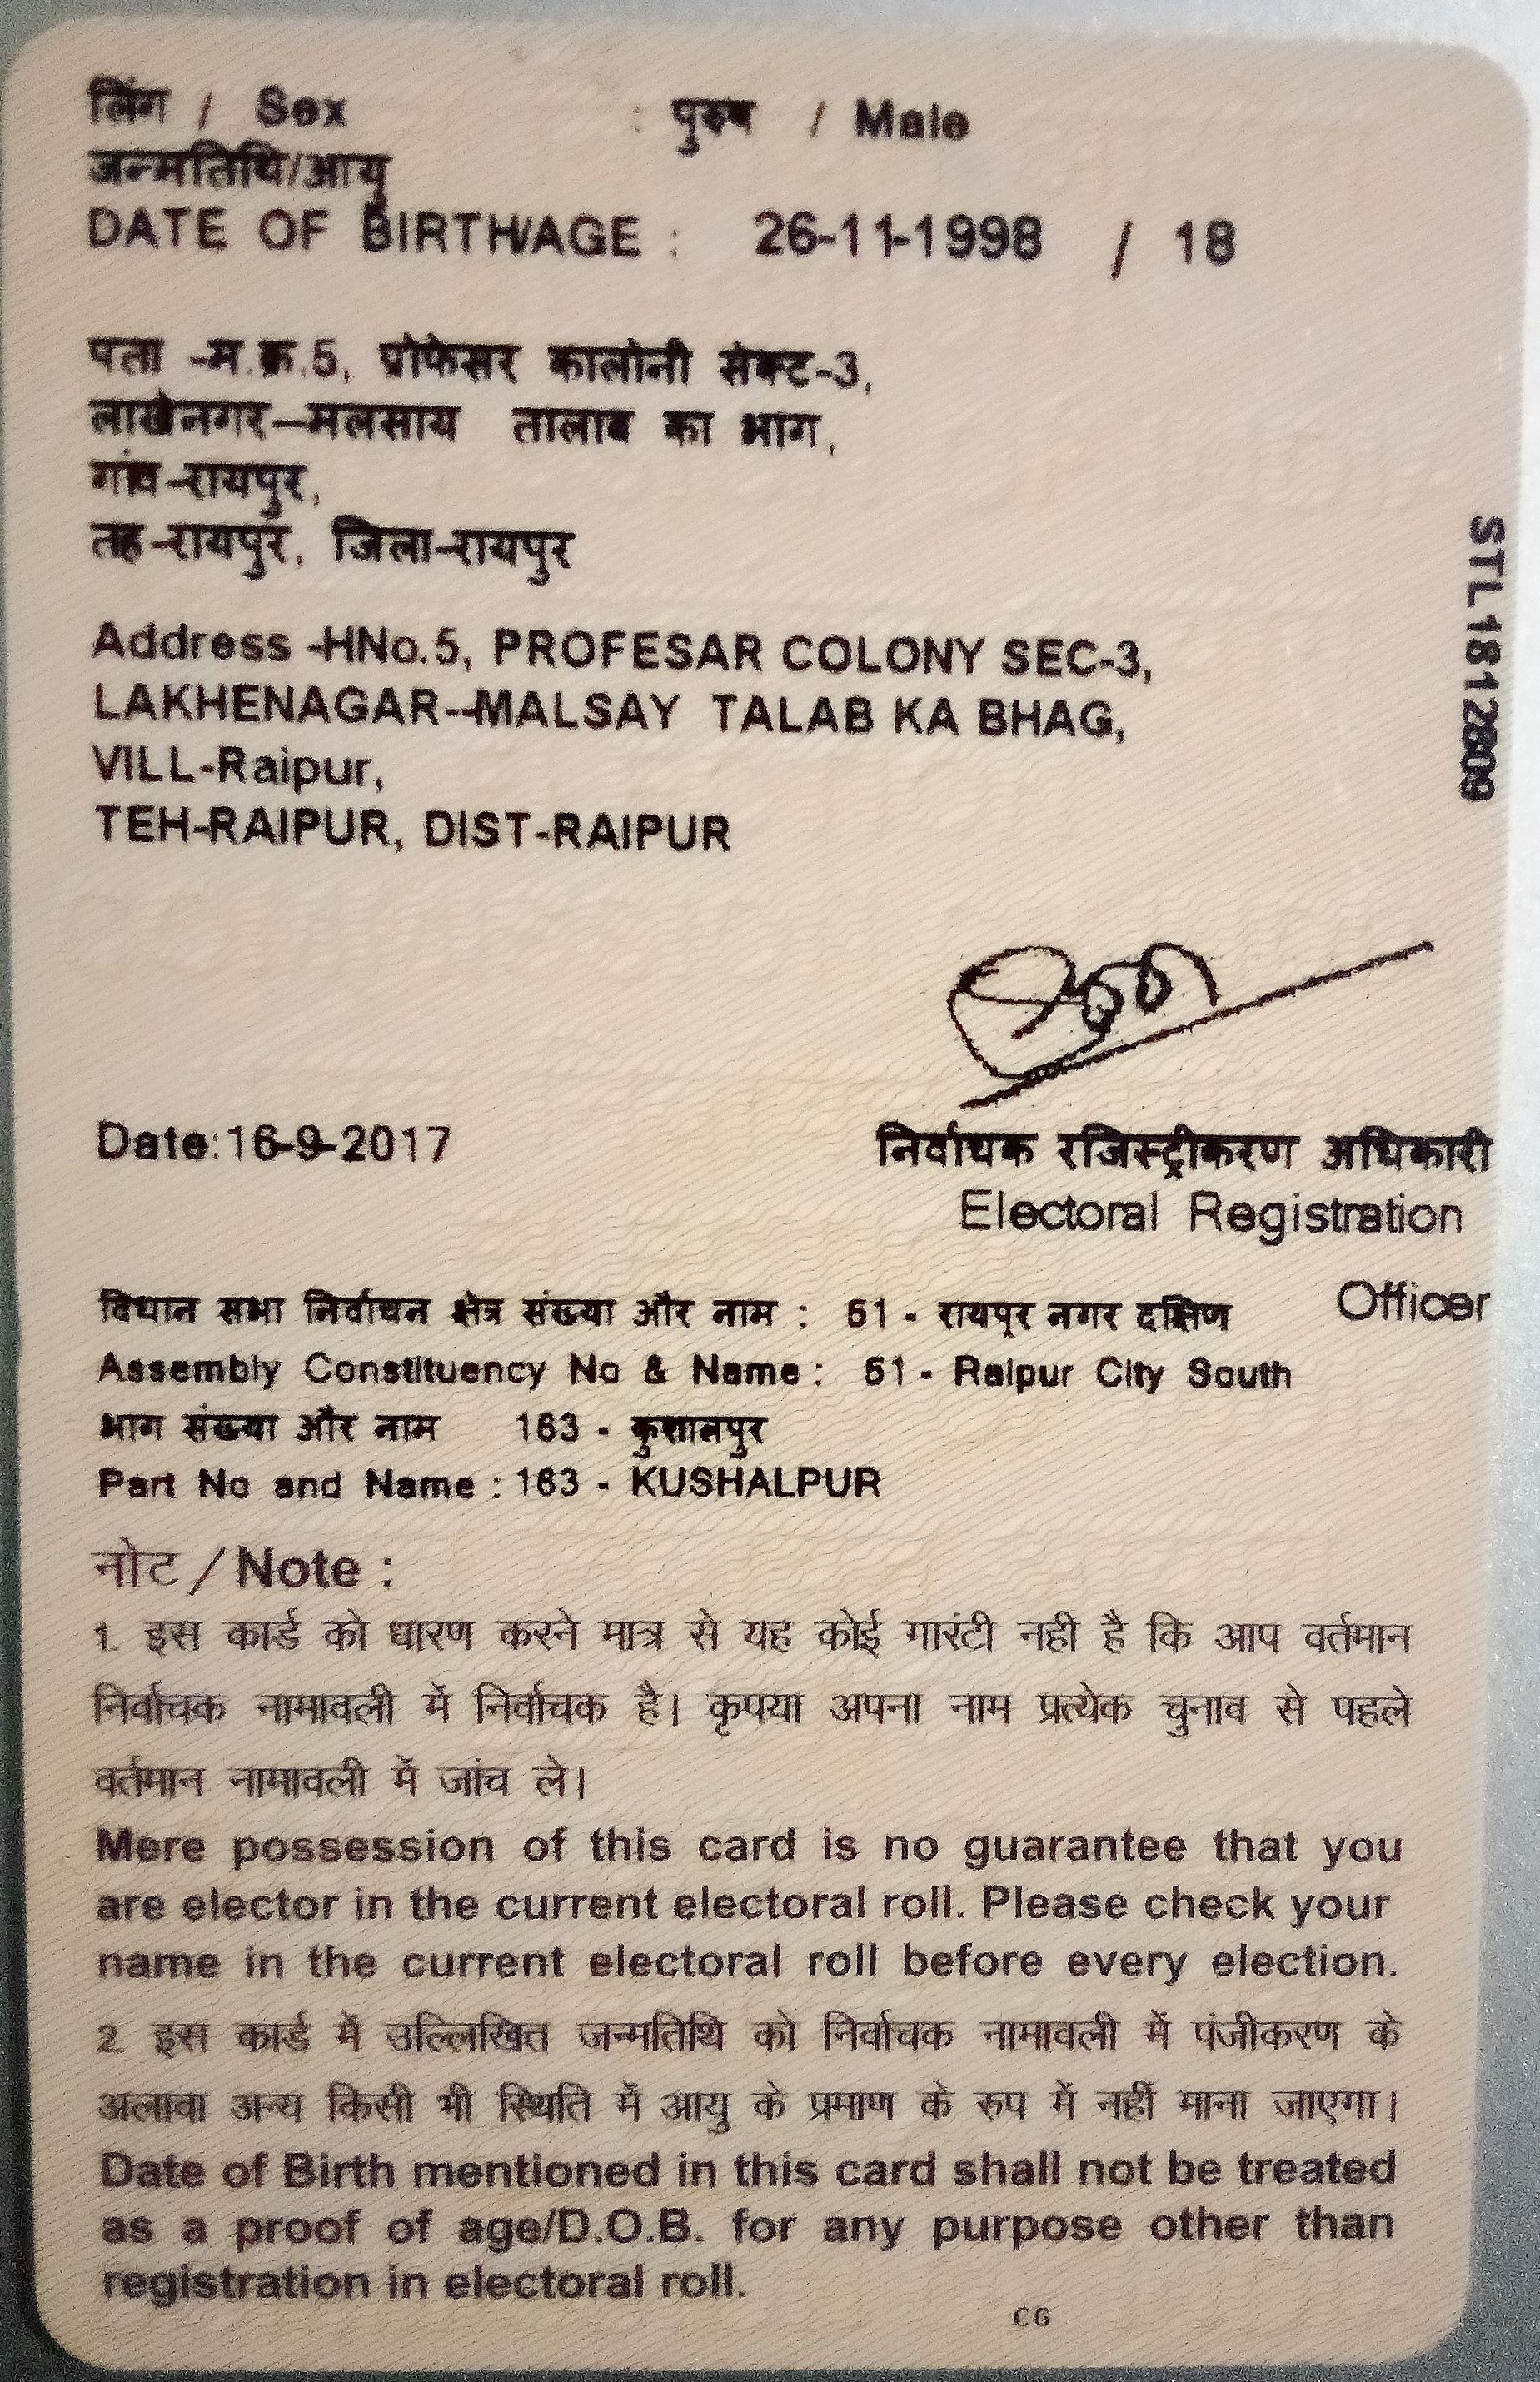 लिंग / Sex : पुरुष / Male
जन्मतिथि/आयु
DATE OF BIRTH/AGE : 26-11-1998 / 18
पता -म.क्र.5, प्रोफेसर कालोनी सेक्ट-3,
लाखेनगर--मलसाय तालाब का भाग,
गांव-रायपुर,
तह-रायपुर, जिला-रायपुर
Address -HNo.5, PROFESAR COLONY SEC-3,
LAKHENAGAR--MALSAY TALAB KA BHAG,
VILL-Raipur,
TEH-RAIPUR, DIST-RAIPUR
STL1812809
Date:16-9-2017
निर्वाचक रजिस्ट्रीकरण अधिकारी
Electoral Registration
Officer
विधान सभा निर्वाचन क्षेत्र संख्या और नाम : 51 - रायपुर नगर दक्षिण
Assembly Constituency No & Name : 51 - Raipur City South
भाग संख्या और नाम 163 - कुशालपुर
Part No and Name : 163 - KUSHALPUR
नोट / Note :
1. इस कार्ड को धारण करने मात्र से यह कोई गारंटी नही है कि आप वर्तमान
निर्वाचक नामावली में निर्वाचक है। कृपया अपना नाम प्रत्येक चुनाव से पहले
वर्तमान नामावली में जांच ले।
Mere possession of this card is no guarantee that you
are elector in the current electoral roll. Please check your
name in the current electoral roll before every election.
2. इस कार्ड में उल्लिखित जन्मतिथि को निर्वाचक नामावली में पंजीकरण के
अलावा अन्य किसी भी स्थिति में आयु के प्रमाण के रुप में नहीं माना जाएगा।
Date of Birth mentioned in this card shall not be treated
as a proof of age/D.O.B. for any purpose other than
registration in electoral roll.
CG